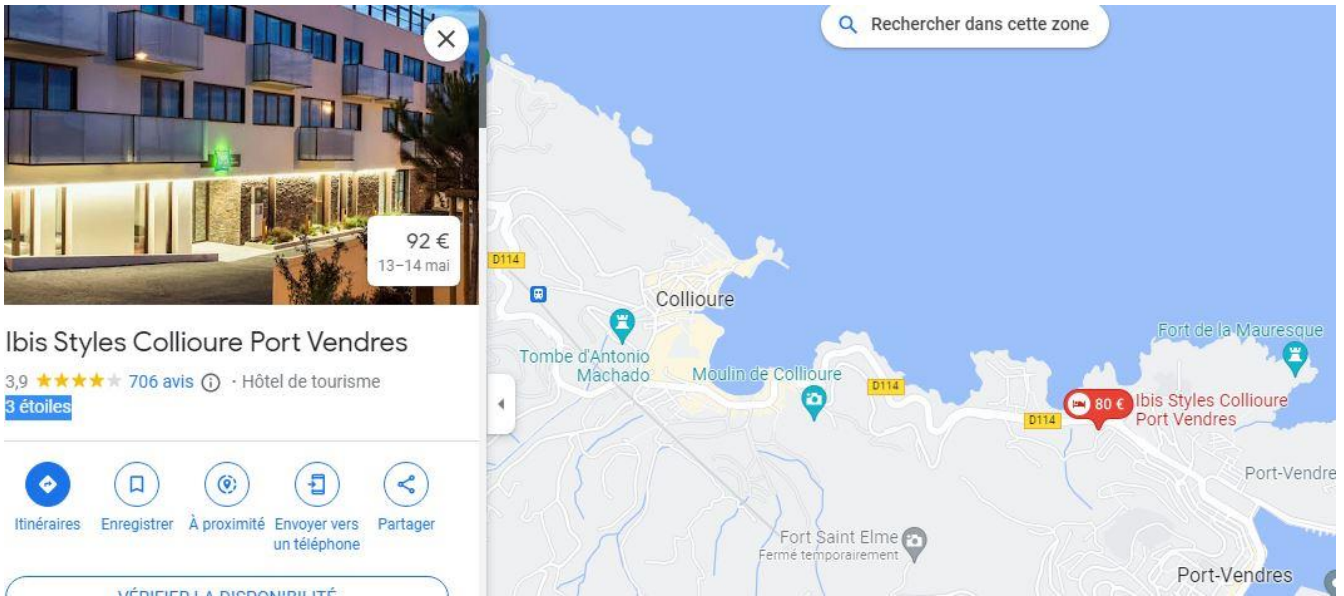 92 €
13–14 mai
Ibis Styles Collioure Port Vendres
3,9 706 avis · Hôtel de tourisme
3 étoiles
Itinéraires
Enregistrer
À proximité
Envoyer vers
un téléphone
Partager
VÉRIFIER LA DISPONIBILITÉ
Rechercher dans cette zone
D114
Collioure
Tombe d'Antonio
Machado
Moulin de Collioure
D114
Fort de la Mauresque
80 €
Ibis Styles Collioure
Port Vendres
D114
Port-Vendre
Fort Saint Elme
Fermé temporairement
Port-Vendres